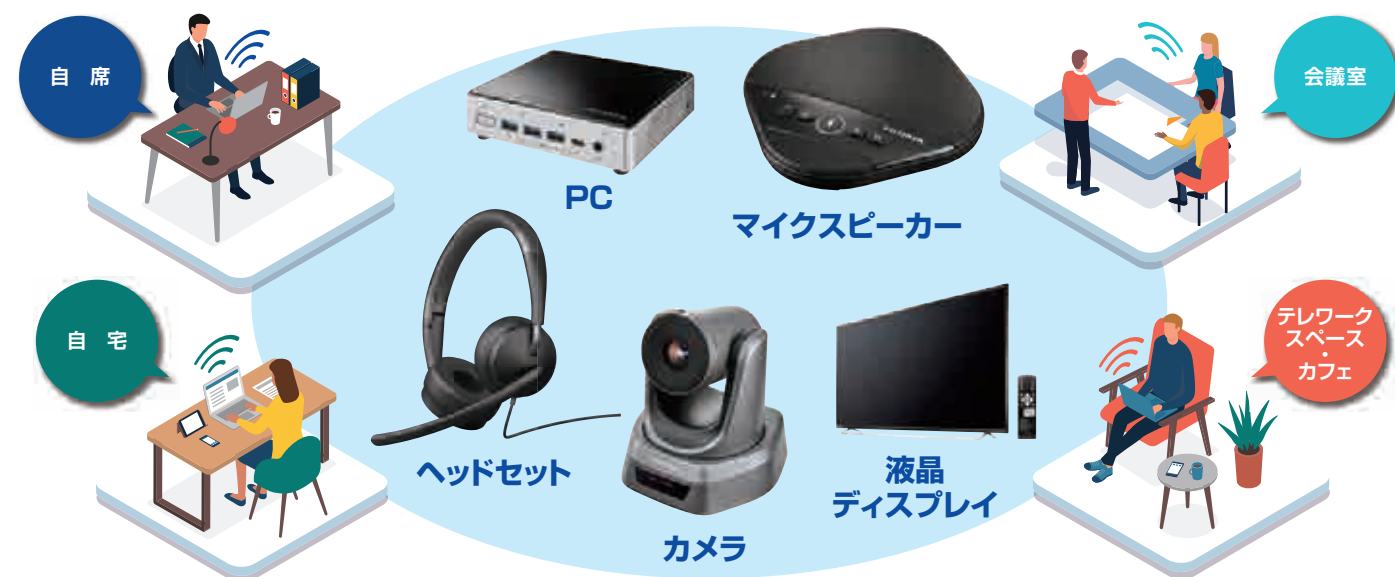 自 席
会議室
PC
マイクスピーカー
自 宅
テレワーク
スペース
・
カフェ
ヘッドセット
液晶
ディスプレイ
カメラ